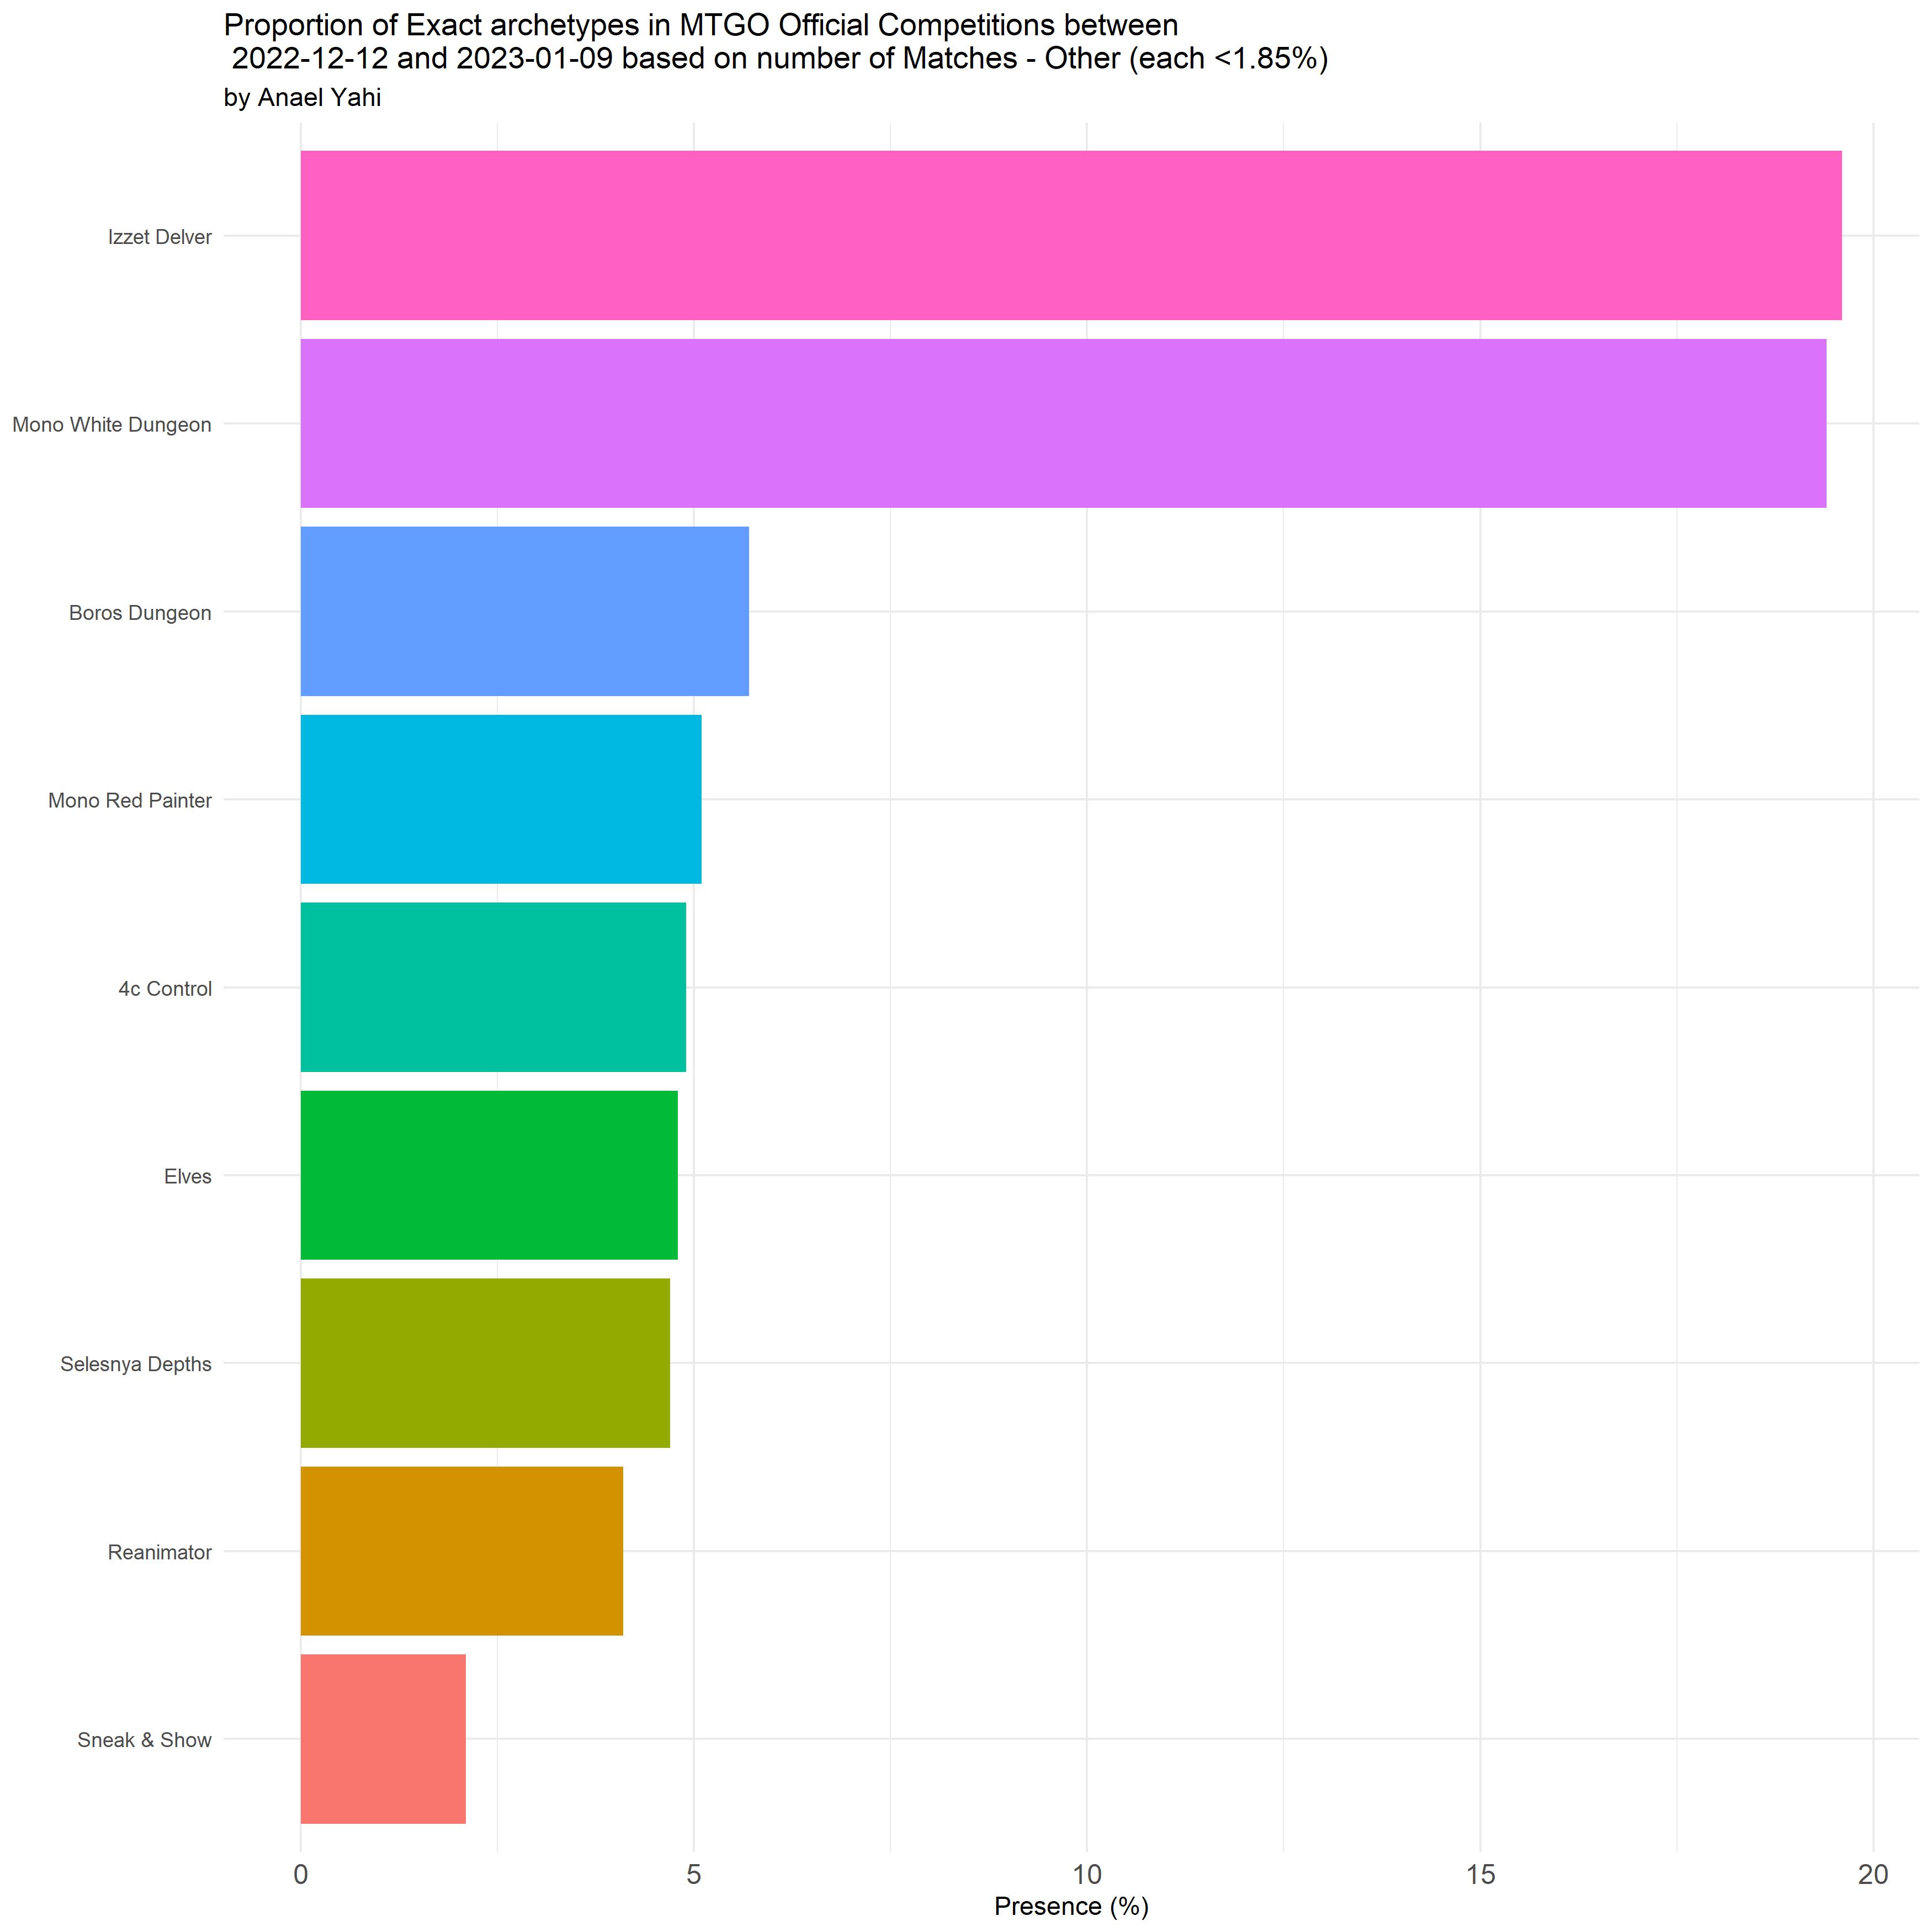 Proportion of Exact archetypes in MTGO Official Competitions between
2022-12-12 and 2023-01-09 based on number of Matches - Other (each <1.85%)
by Anael Yahi
Izzet Delver
Mono White Dungeon
Boros Dungeon
Mono Red Painter
4c Control
Elves
Selesnya Depths
Reanimator
Sneak & Show
0 5 10 15 20
Presence (%)